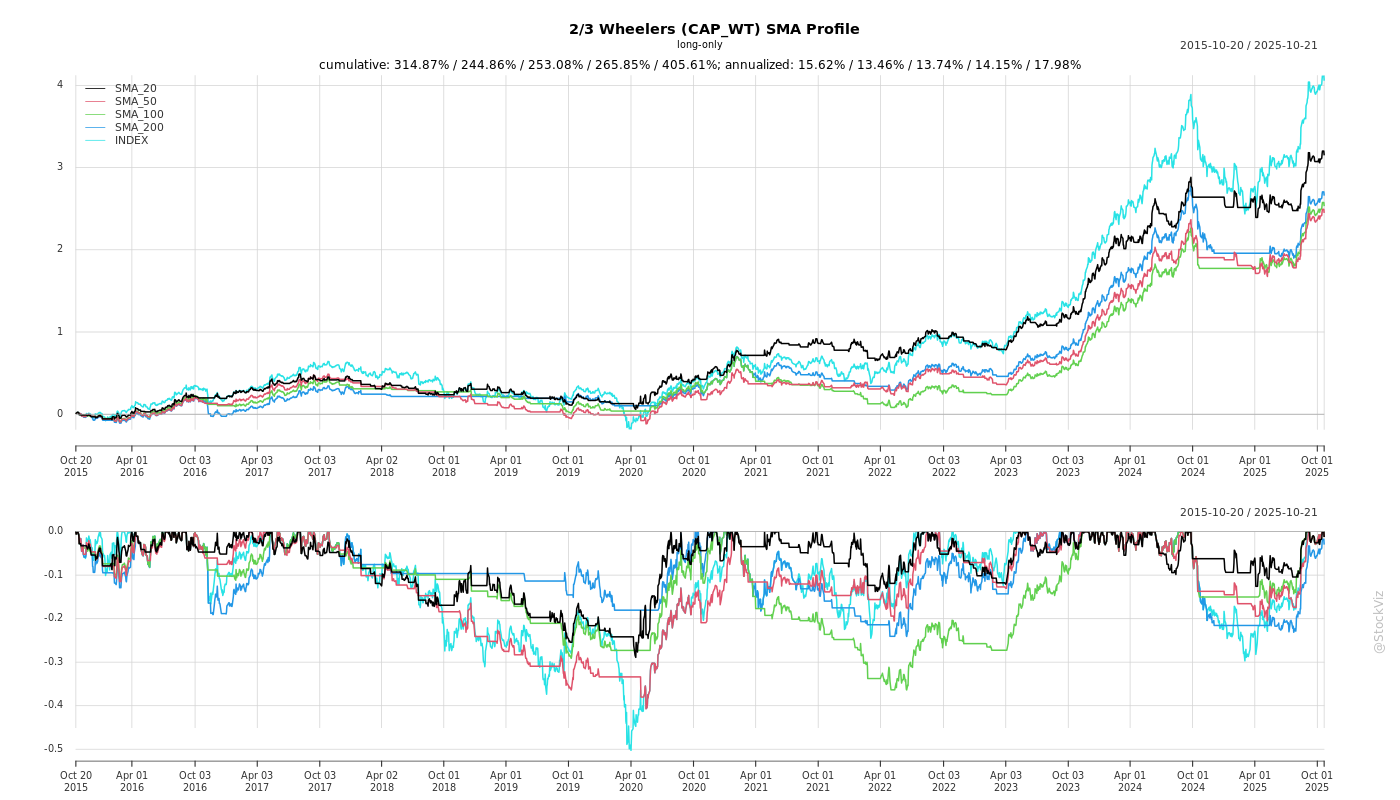 2/3 Wheelers (CAP_WT) SMA Profile
long-only
2015-10-20 / 2025-10-21
cumulative: 314.87% / 244.86% / 253.08% / 265.85% / 405.61%; annualized: 15.62% / 13.46% / 13.74% / 14.15% / 17.98%
SMA_20
SMA_50
SMA_100
SMA_200
INDEX
4
3
2
1
0
Oct 20 Apr 01 Oct 03 Apr 03 Oct 03 Apr 02 Oct 01 Apr 01 Oct 01 Apr 01 Oct 01 Apr 01 Oct 01 Apr 01 Oct 03 Apr 03 Oct 03 Apr 01 Oct 01 Apr 01 Oct 01
2015 2016 2016 2017 2017 2018 2018 2019 2019 2020 2020 2021 2021 2022 2022 2023 2023 2024 2024 2025 2025
2015-10-20 / 2025-10-21
0.0
-0.1
-0.2
-0.3
-0.4
-0.5
Oct 20 Apr 01 Oct 03 Apr 03 Oct 03 Apr 02 Oct 01 Apr 01 Oct 01 Apr 01 Oct 01 Apr 01 Oct 01 Apr 01 Oct 03 Apr 03 Oct 03 Apr 01 Oct 01 Apr 01 Oct 01
2015 2016 2016 2017 2017 2018 2018 2019 2019 2020 2020 2021 2021 2022 2022 2023 2023 2024 2024 2025 2025
@StockViz